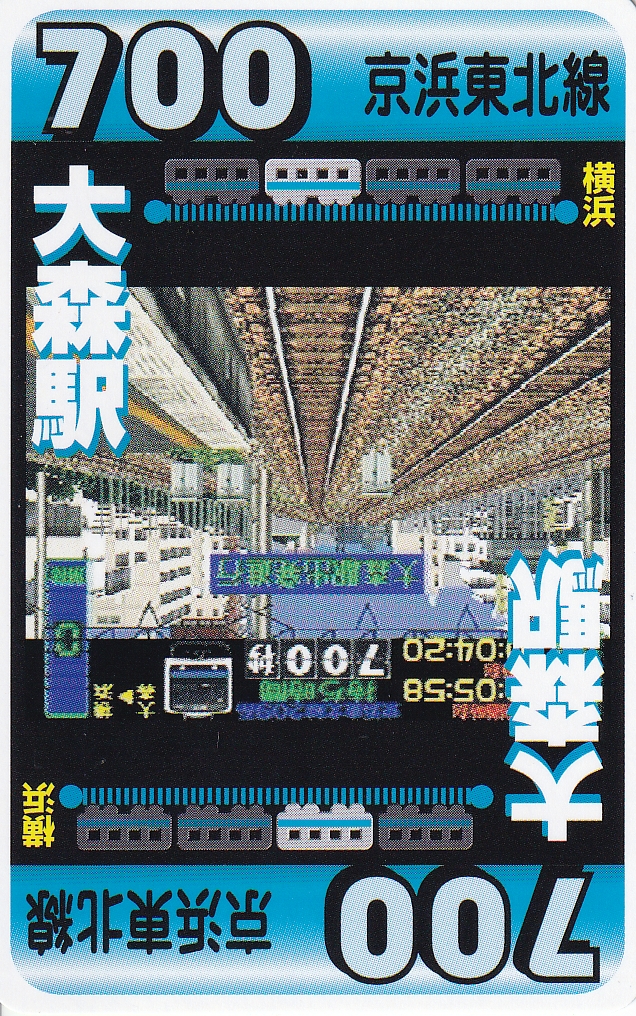 700
京浜東北線
横浜
大森駅
:05:58
持ち時間
:04:20
700秒
大森▶横浜
0
大森駅出発進行
大森駅
横浜
京浜東北線
700